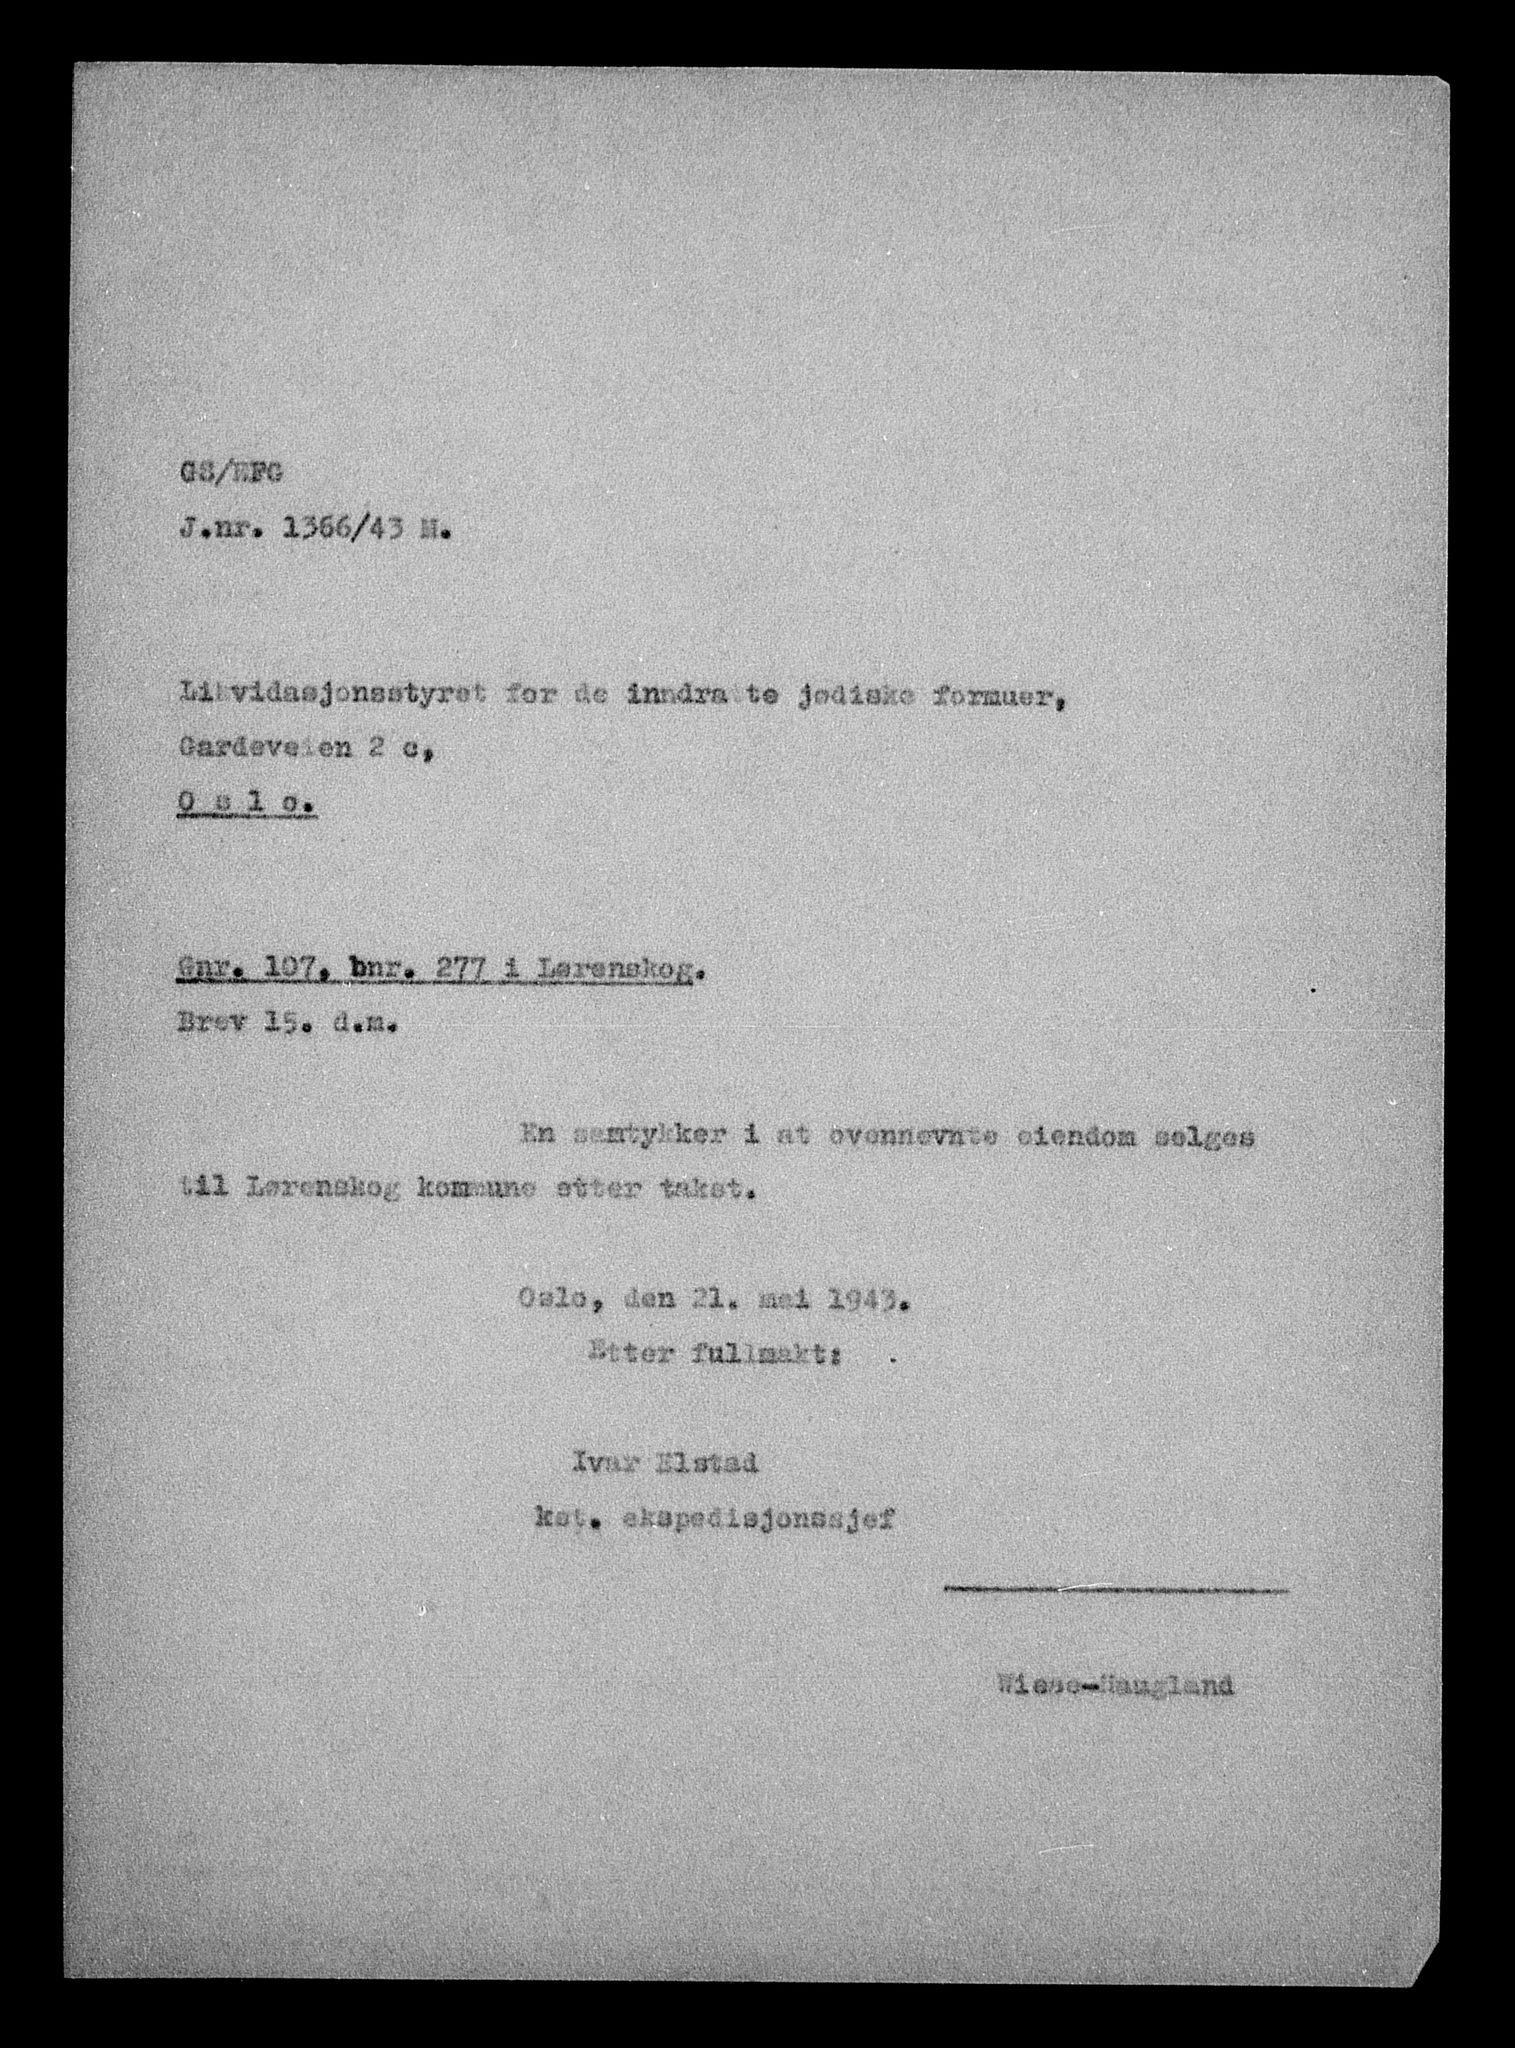 GS/EFG
J.nr. 1366/43 M.
Likvidasjonsstyret for de inndratte jødiske formuer,
Gardeveien 2 c,
O s l o.
Gnr. 107, bnr. 277 i Lørenskog.
Brev 15. d.m.
En samtykker i at ovennevnte eiendom selges
til Lørenskog kommune etter takst.
Oslo, den 21. mai 1943.
Etter fullmakt:
Ivar Elstad
kst. ekspedisjonssjef
Wiese-Haugland